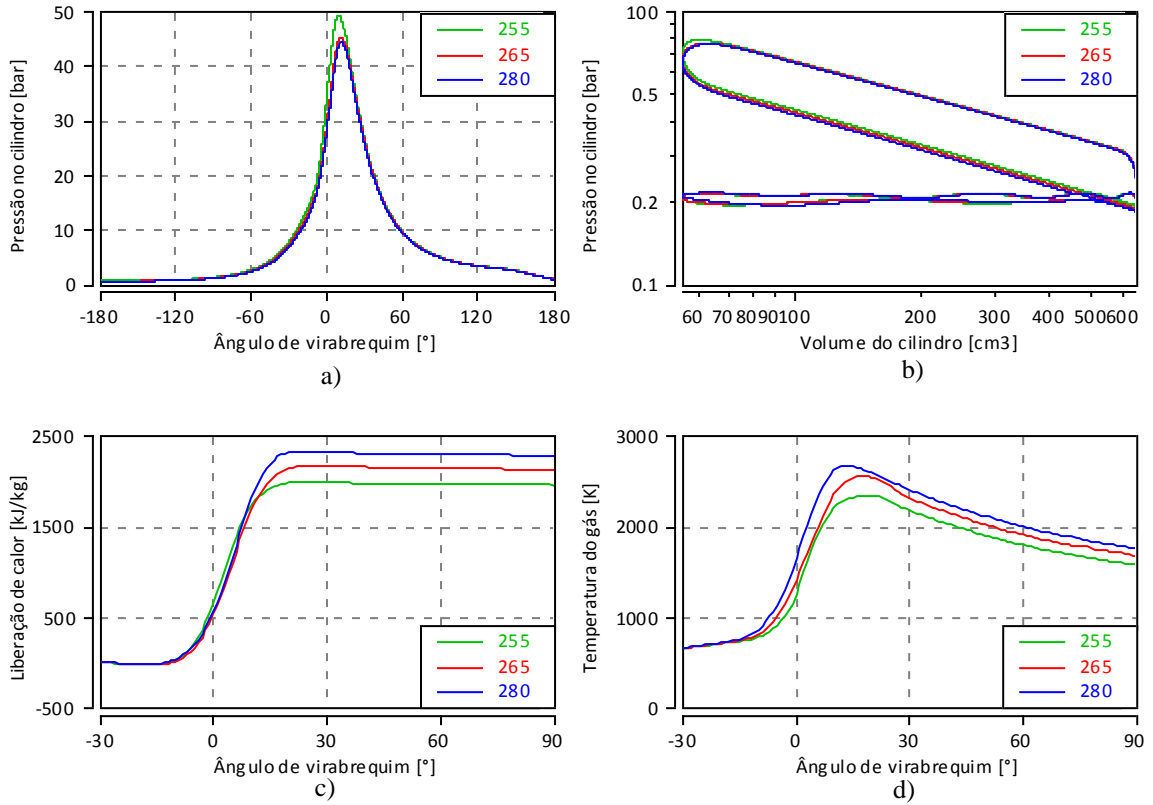 50
40
30
20
10
0
Pressão no cilindro [bar]
-180 -120 -60 0 60 120 180
Ângulo de virabrequim [°]
255
265
280
a)
100
0.5
0.2
0.1
Pressão no cilindro [bar]
60 70 80 90 100 200 300 400 500 600
Volume do cilindro [cm3]
255
265
280
b)
2500
1500
500
-500
Liberação de calor [kJ/kg]
-30 0 30 60 90
Ângulo de virabrequim [°]
255
265
280
c)
3000
2000
1000
0
Temperatura do gás [K]
-30 0 30 60 90
Ângulo de virabrequim [°]
255
265
280
d)